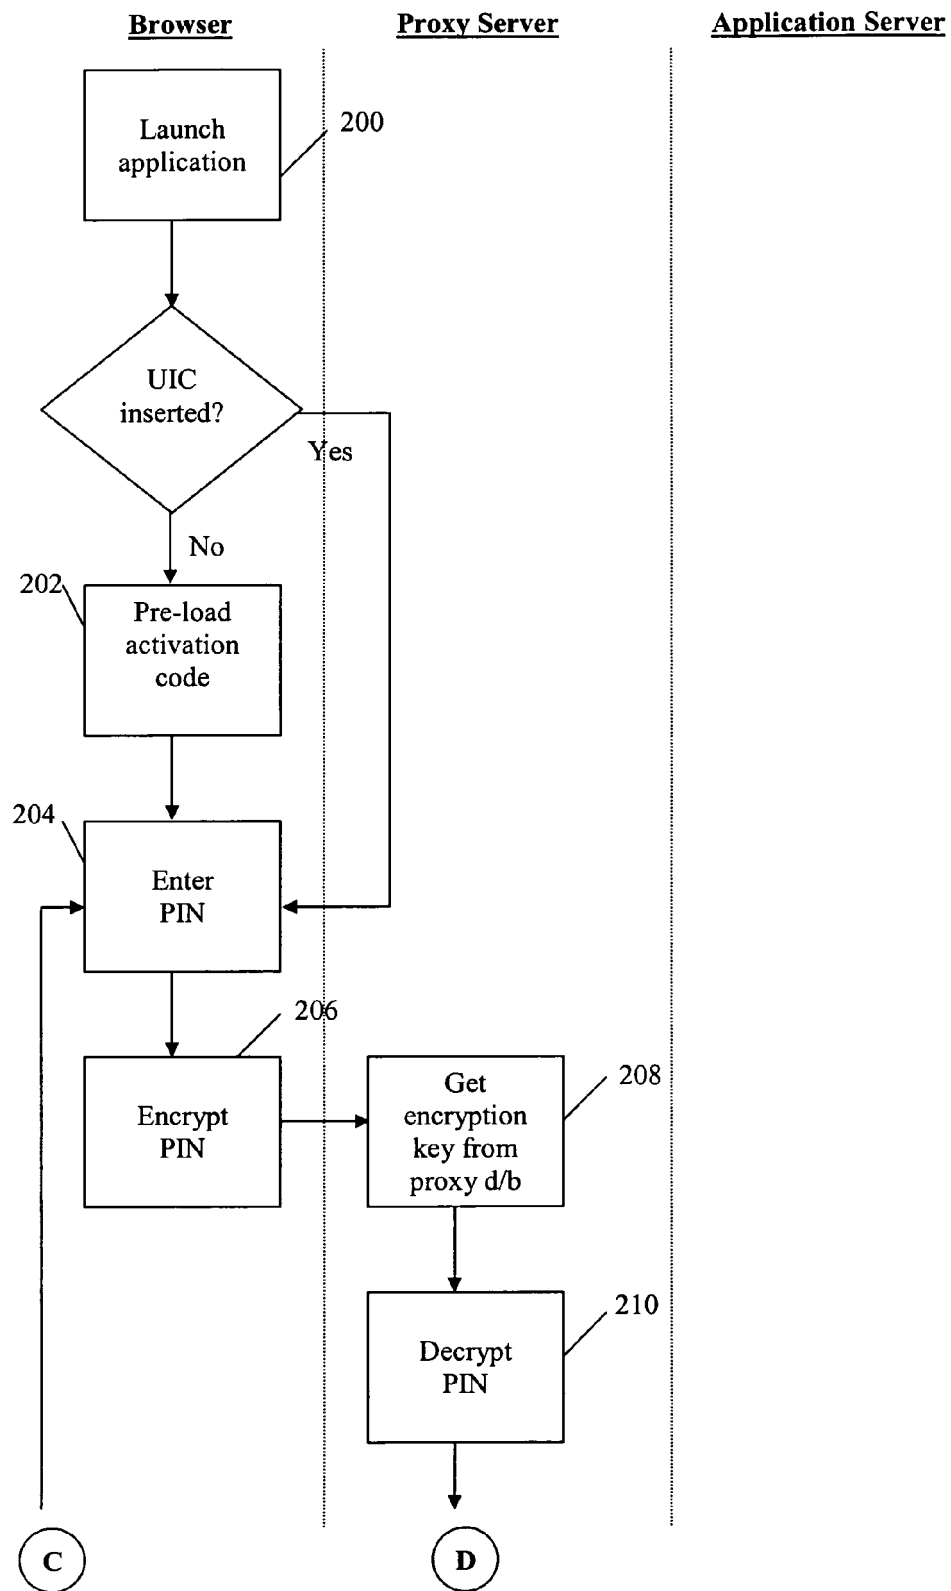 Browser
Proxy Server
Application Server
Launch
application
200
UIC
inserted?
Yes
No
202
Pre-load
activation
code
204
Enter
PIN
206
Encrypt
PIN
Get
encryption
key from
proxy d/b
208
Decrypt
PIN
210
C
D